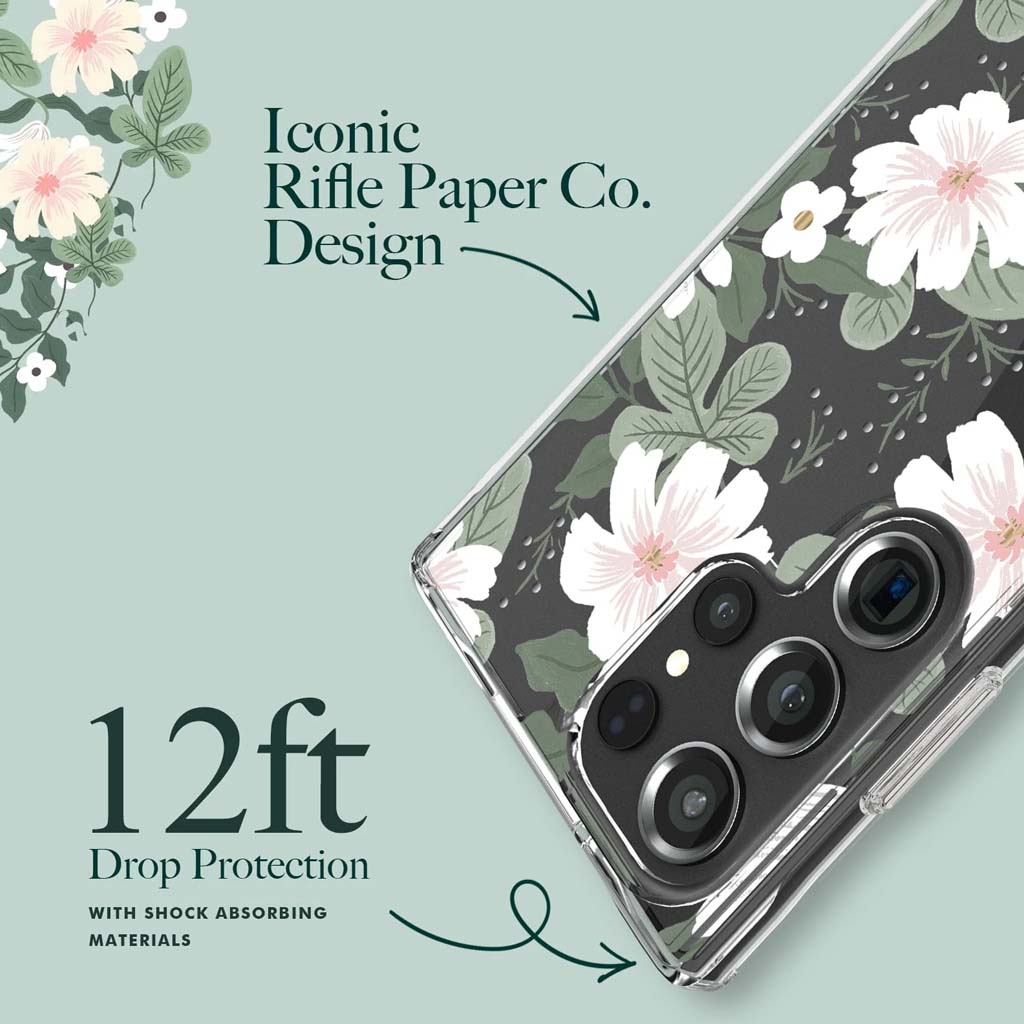 Iconic
Rifle Paper Co.
Design
12ft
Drop Protection
WITH SHOCK ABSORBING
MATERIALS